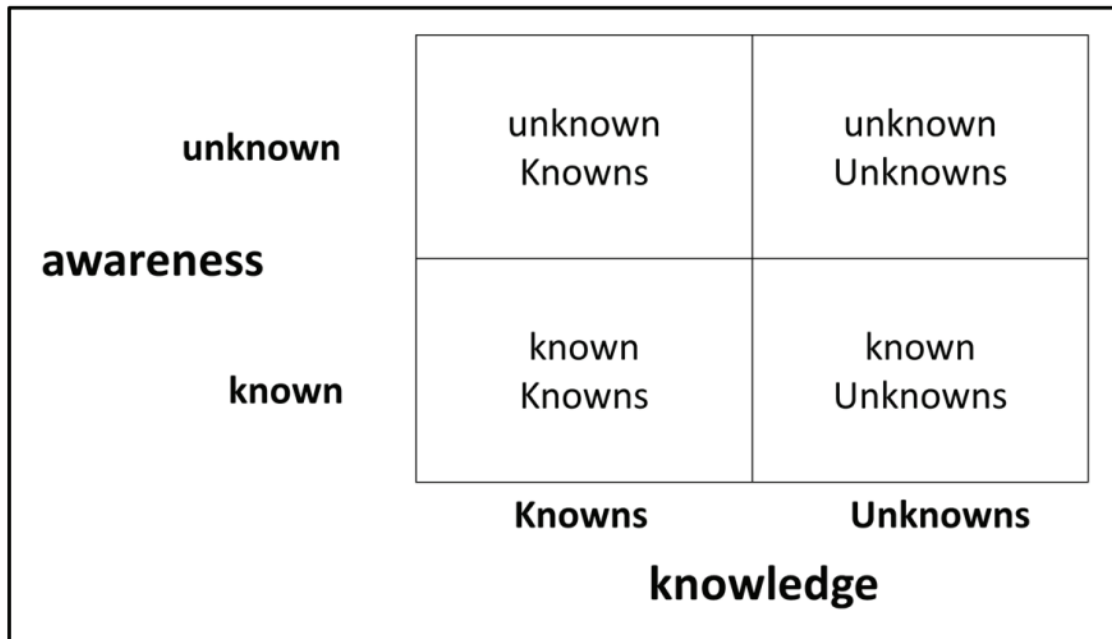 unknown
unknown
Knowns
unknown
Unknowns
awareness
known
known
Knowns
known
Unknowns
Knowns
Unknowns
knowledge